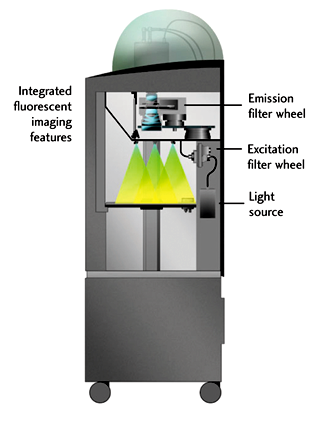 Integrated
fluorescent
imaging
features
Emission
filter wheel
Excitation
filter wheel
Light
source